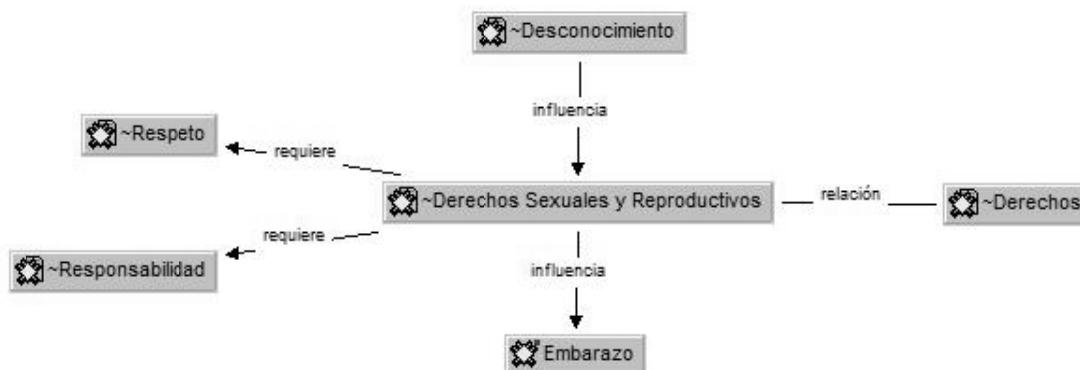 ~Desconocimiento
influencia
~Respeto
requiere
~Derechos Sexuales y Reproductivos
relación
~Derechos
requiere
~Responsabilidad
influencia
Embarazo